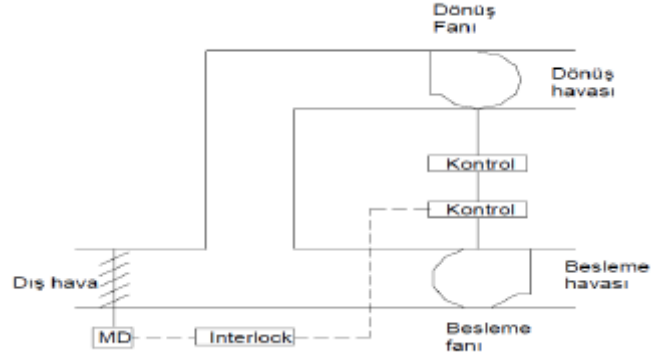 Dönüş
Fanı
Dönüş
havası
Kontrol
Kontrol
Dış hava
Besleme
havası
MD
Interlock
Besleme
fanı